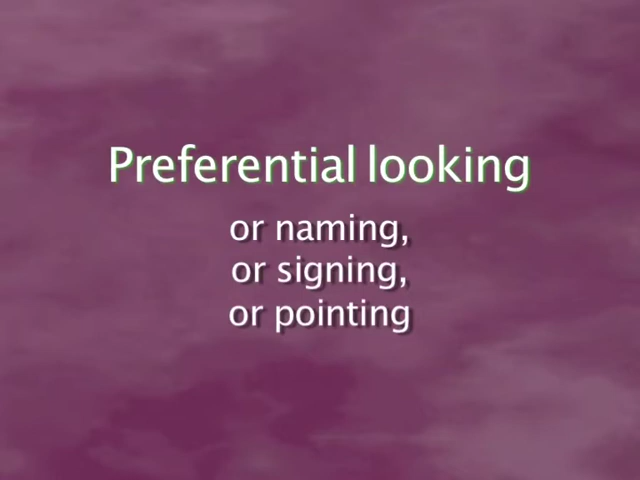 Preferential looking
or naming,
or signing,
or pointing